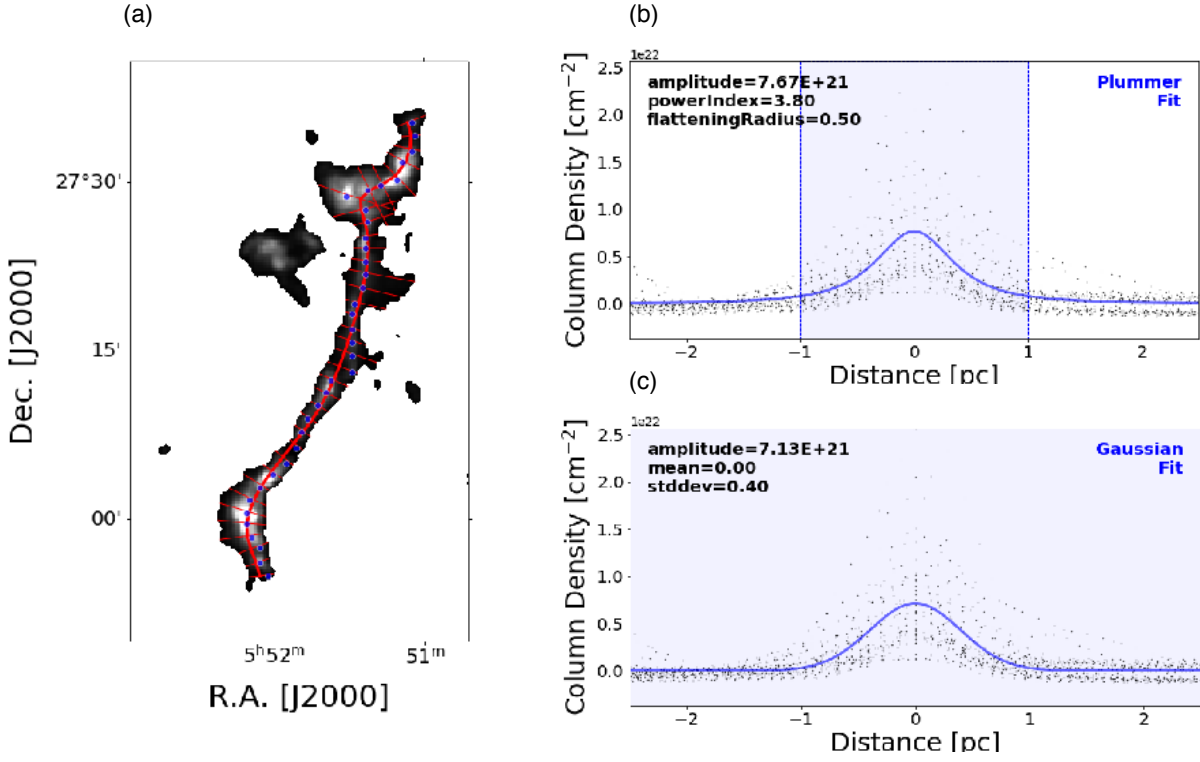 (a)
27°30'
15'
00'
5ʰ52ᵐ
51ᵐ
Dec. [J2000]
R.A. [J2000]
(b)
1e22
2.5
2.0
1.5
1.0
0.5
0.0
amplitude=7.67E+21
powerIndex=3.80
flatteningRadius=0.50
Plummer
Fit
Column Density [cm⁻²]
−2
−1
0
1
2
Distance [pc]
(c)
1e22
2.5
2.0
1.5
1.0
0.5
0.0
amplitude=7.13E+21
mean=0.00
stddev=0.40
Gaussian
Fit
Column Density [cm⁻²]
−2
−1
0
1
2
Distance [pc]